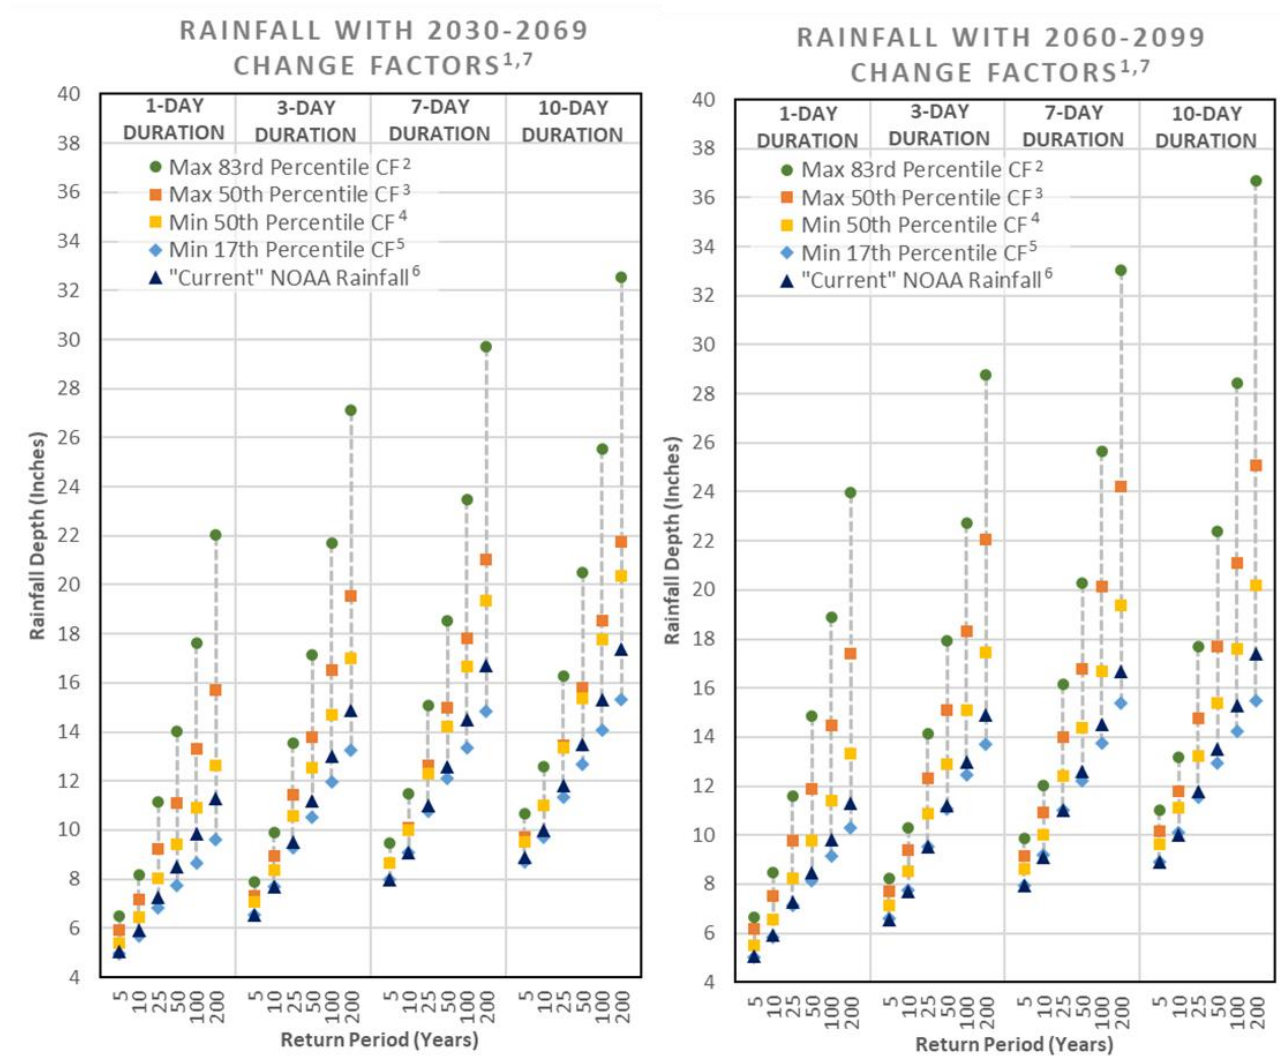 RAINFALL WITH 2030-2069
CHANGE FACTORS¹,⁷
40
38
36
34
32
30
28
26
24
22
20
18
16
14
12
10
8
6
4
Rainfall Depth (Inches)
1-DAY DURATION
3-DAY DURATION
7-DAY DURATION
10-DAY DURATION
Max 83rd Percentile CF²
Max 50th Percentile CF³
Min 50th Percentile CF⁴
Min 17th Percentile CF⁵
"Current" NOAA Rainfall⁶
5 10 25 50 100 200 5 10 25 50 100 200 5 10 25 50 100 200 5 10 25 50 100 200
Return Period (Years)
RAINFALL WITH 2060-2099
CHANGE FACTORS¹,⁷
40
38
36
34
32
30
28
26
24
22
20
18
16
14
12
10
8
6
4
Rainfall Depth (Inches)
1-DAY DURATION
3-DAY DURATION
7-DAY DURATION
10-DAY DURATION
Max 83rd Percentile CF²
Max 50th Percentile CF³
Min 50th Percentile CF⁴
Min 17th Percentile CF⁵
"Current" NOAA Rainfall⁶
5 10 25 50 100 200 5 10 25 50 100 200 5 10 25 50 100 200 5 10 25 50 100 200
Return Period (Years)